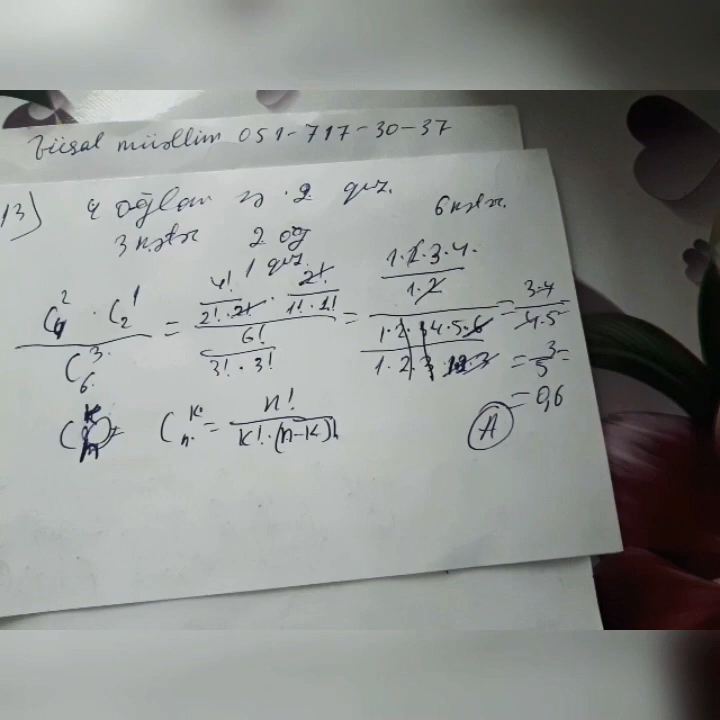 Vüsal müəllim 051-717-30-37
13) 4 oğlan və 2 qız. 6 nəfər.
3 nəfər 2 oğ
1 qız.
C₄² · C₂¹ / C₆³ = (4! / (2! · 2!) · 2! / (1! · 1!)) / (6! / (3! · 3!)) = (1·2·3·4 / (1·2)) / (1·2·3·4·5·6 / (1·2·3·1·2·3)) = 3·4 / (4·5)
= 3/5 =
= 0,6
C = Cₙᵏ = n! / (k! · (n-k)!)
A